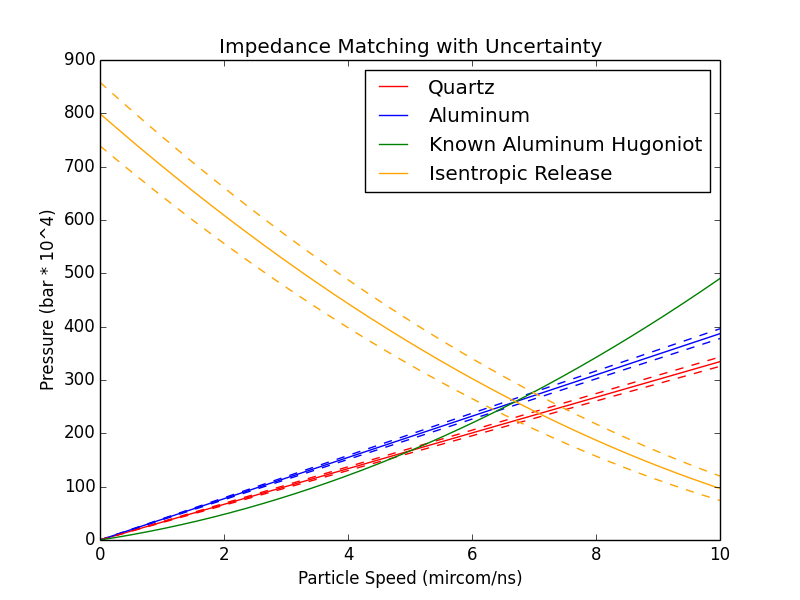 Impedance Matching with Uncertainty
900
800
700
600
500
400
300
200
100
0
Pressure (bar * 10^4)
Quartz
Aluminum
Known Aluminum Hugoniot
Isentropic Release
0 2 4 6 8 10
Particle Speed (mircom/ns)